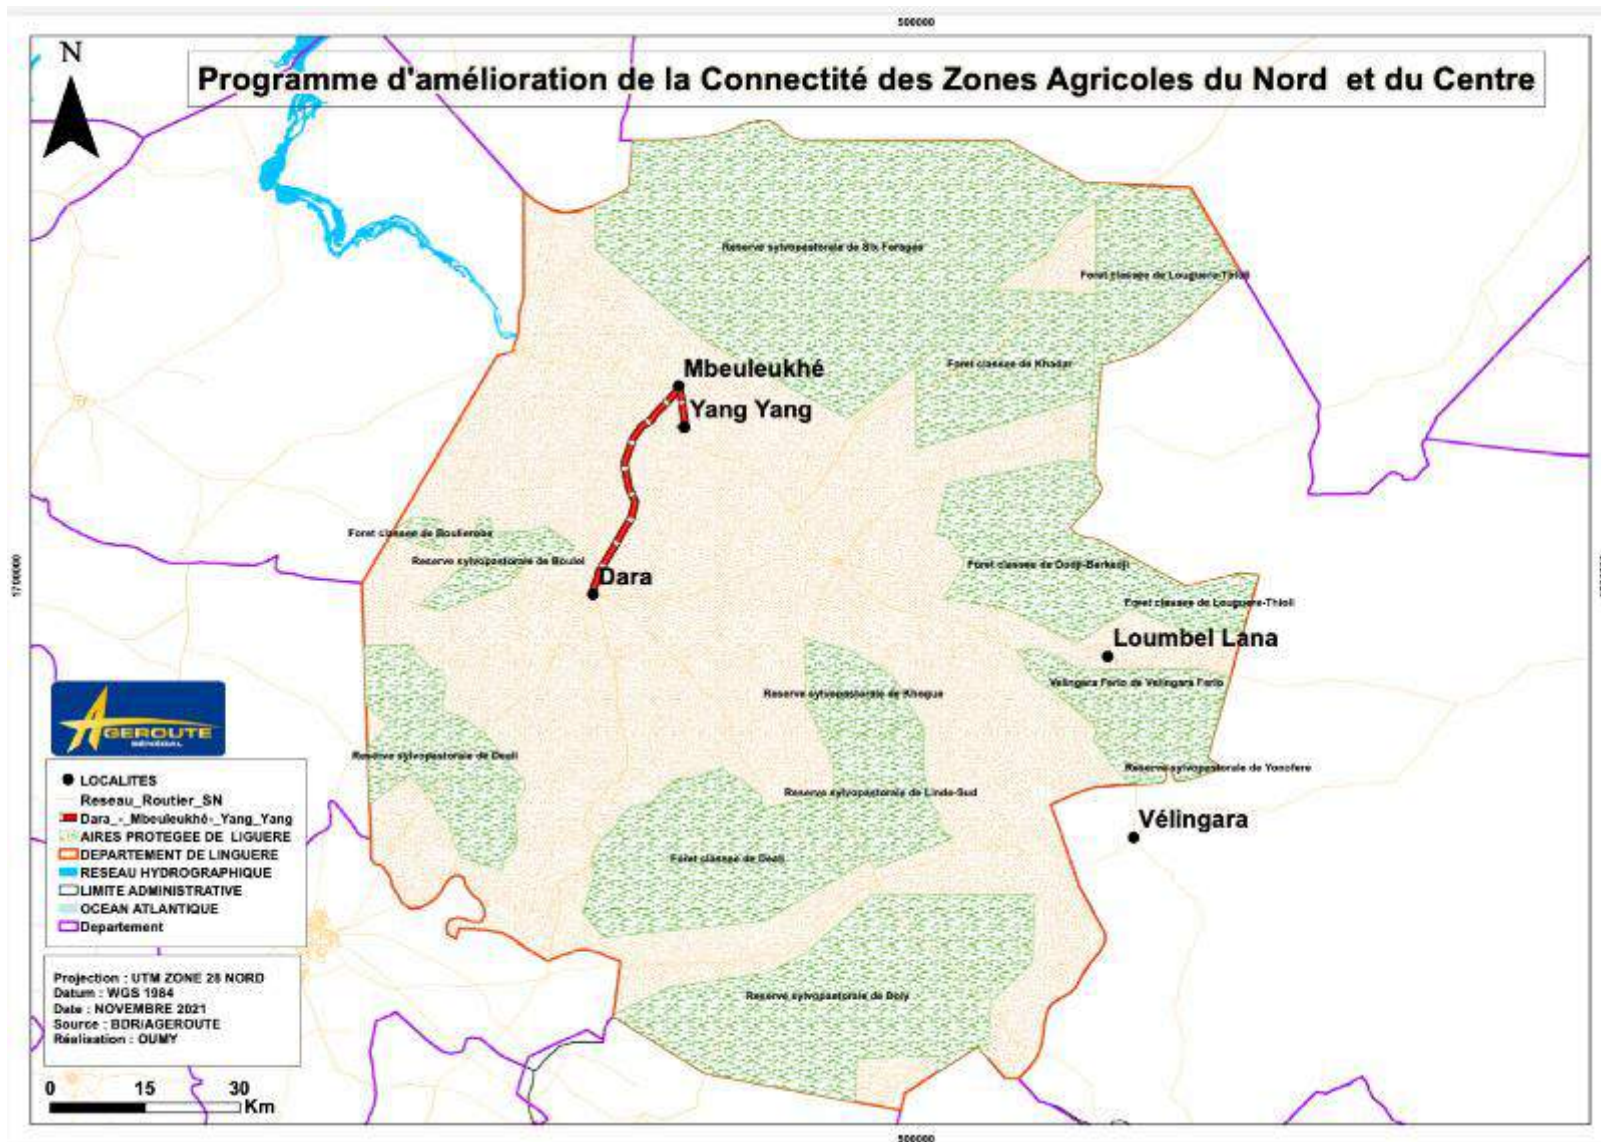 500000
N
Programme d'amélioration de la Connectité des Zones Agricoles du Nord et du Centre
Reserve sylvopastorale de Six Forages
Foret classee de Louguere-Thioli
Foret classee de Khadar
Mbeuleukhé
Yang Yang
Foret classee de
Reserve sylvopastorale de Boulel
Dara
Foret classee de Dodji-Berkedji
Foret classee de Louguere-Thioli
Loumbel Lana
1700000
Velingara Ferlo de Velingara Ferlo
Reserve sylvopastorale de Khogue
Reserve sylvopastorale de Deali
Reserve sylvopastorale de Yonofere
Reserve sylvopastorale de Linde-Sud
Vélingara
Foret classee de Deali
Reserve sylvopastorale de Doly
AGEROUTE
SÉNÉGAL
LOCALITES
Reseau_Routier_SN
Dara_-_Mbeuleukhé-_Yang_Yang
AIRES PROTEGEE DE LIGUERE
DEPARTEMENT DE LINGUERE
RESEAU HYDROGRAPHIQUE
LIMITE ADMINISTRATIVE
OCEAN ATLANTIQUE
Departement
Projection : UTM ZONE 28 NORD
Datum : WGS 1984
Date : NOVEMBRE 2021
Source : BDR/AGEROUTE
Réalisation : OUMY
0 15 30
Km
500000